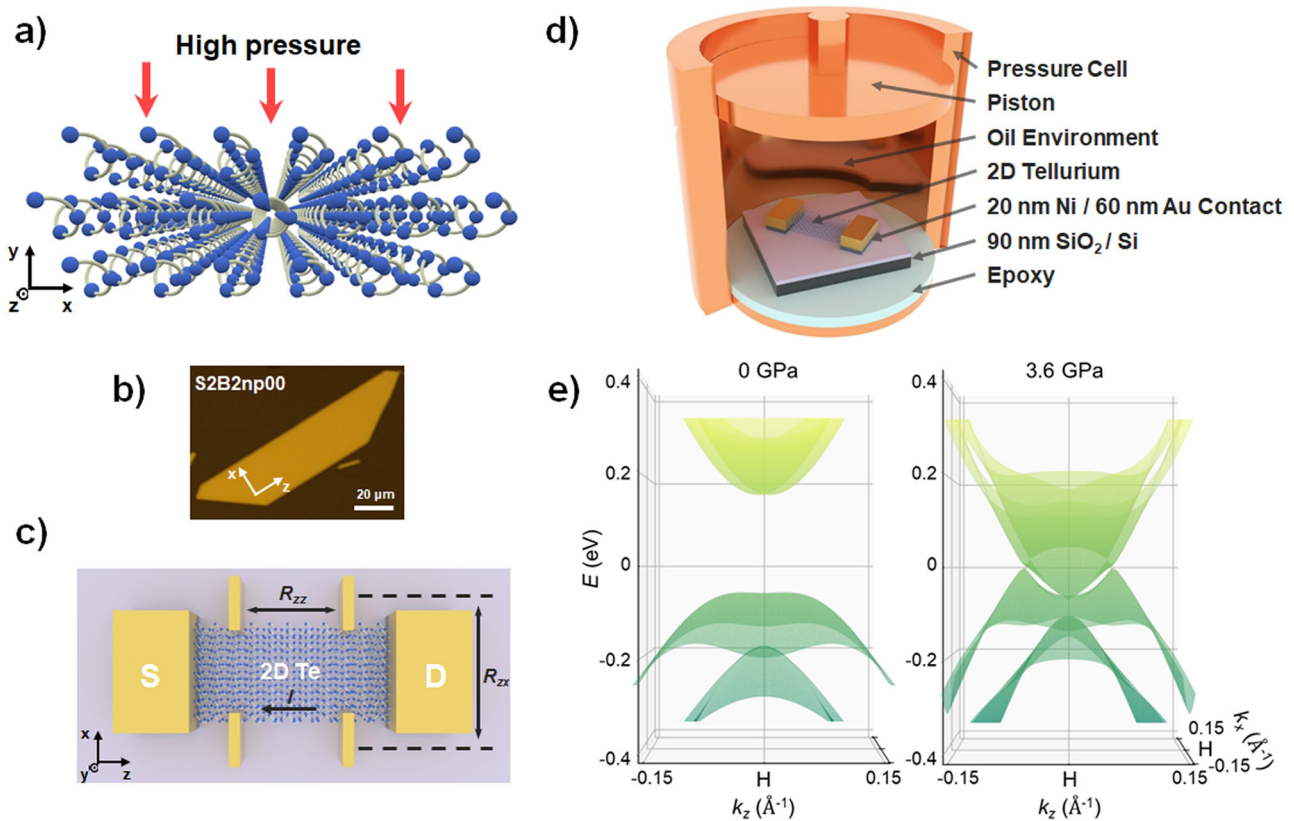 a)
High pressure
y
z
x
b)
S2B2np00
x
z
20 µm
c)
R_zz
S
2D Te
D
I
R_zx
x
y
z
d)
Pressure Cell
Piston
Oil Environment
2D Tellurium
20 nm Ni / 60 nm Au Contact
90 nm SiO₂ / Si
Epoxy
e)
0 GPa
3.6 GPa
E (eV)
0.4
0.2
0
-0.2
-0.4
-0.15
H
0.15
k_z (Å⁻¹)
0.4
0.2
0
-0.2
-0.4
-0.15
H
0.15
k_z (Å⁻¹)
0.15
H
-0.15
k_x (Å⁻¹)